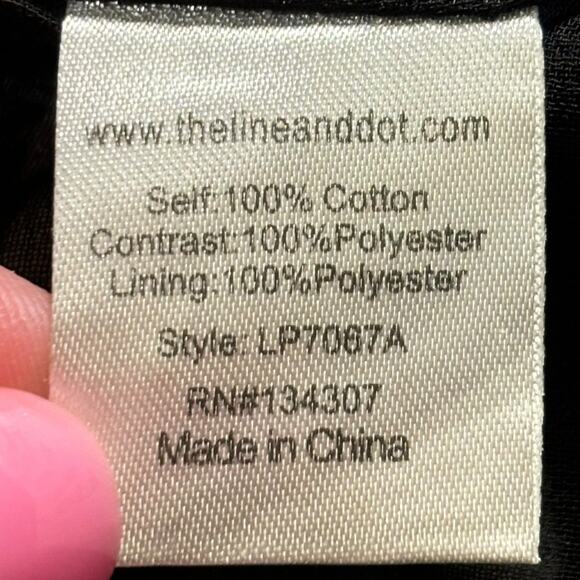 www.thelineanddot.com
Self:100% Cotton
Contrast:100%Polyester
Lining:100%Polyester
Style: LP7067A
RN#134307
Made in China